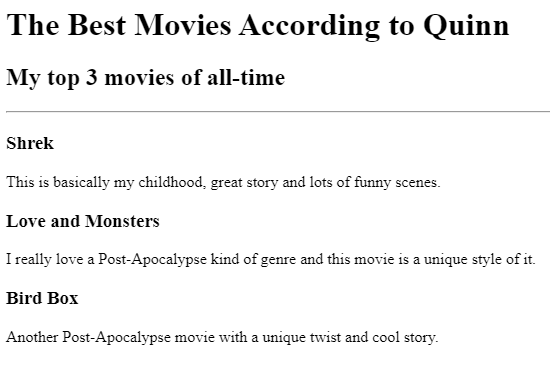 The Best Movies According to Quinn
My top 3 movies of all-time
Shrek
This is basically my childhood, great story and lots of funny scenes.
Love and Monsters
I really love a Post-Apocalypse kind of genre and this movie is a unique style of it.
Bird Box
Another Post-Apocalypse movie with a unique twist and cool story.